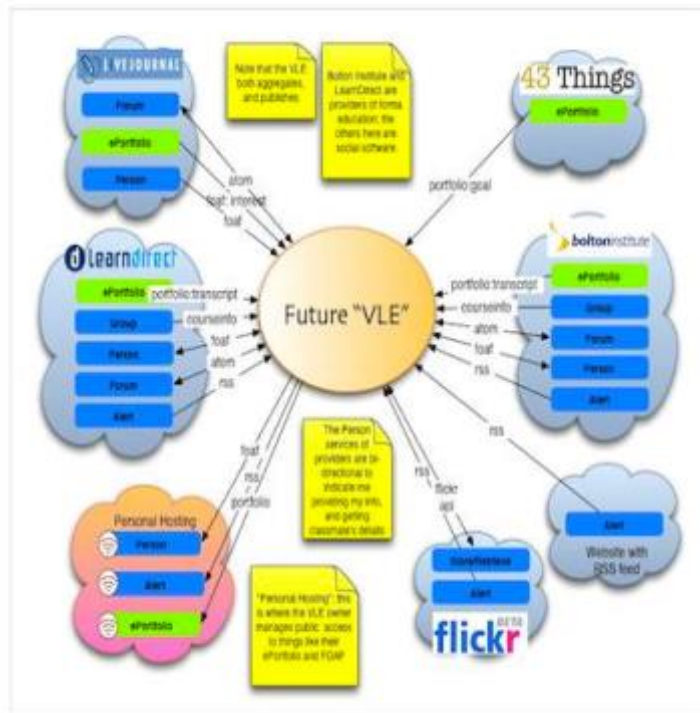 LIVEJOURNAL
Forum
ePortfolio
Person
atom
foaf: interest
foaf
Note that the VLE
both aggregates,
and publishes
Bolton Institute and
LearnDirect are
providers of formal
education; the
others here are
social software
43 Things
ePortfolio
portfolio:goal
learndirect
ePortfolio
Group
Person
Forum
Alert
portfolio:transcript
courseinfo
foaf
atom
rss
Future "VLE"
boltoninstitute
ePortfolio
Group
Forum
Person
Alert
portfolio:transcript
courseinfo
atom
foaf
rss
foaf
rss
portfolio
The Person
services of
providers are bi-
directional to
indicate me
providing my info,
and getting
classmate's details
rss
flickr
api
rss
Personal Hosting
Person
Alert
ePortfolio
"Personal Hosting": this
is where the VLE owner
manages public access
to things like their
ePortfolio and FOAF
Store/Retrieve
Alert
flickr
Alert
Website with
RSS feed